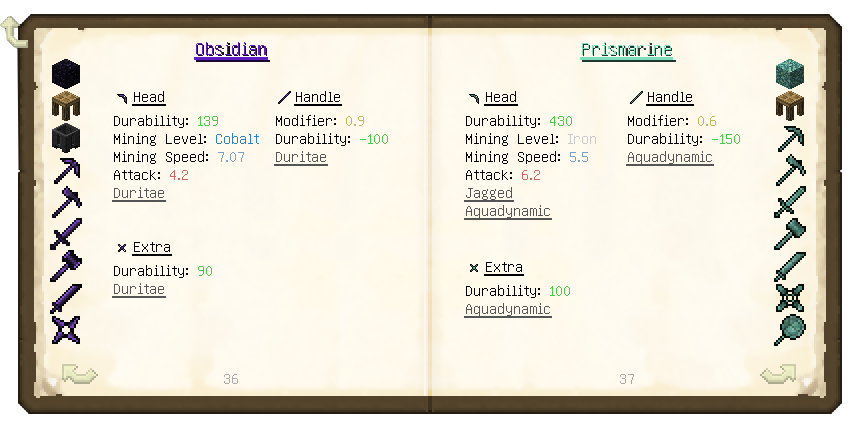 Obsidian
Head
Durability: 139
Mining Level: Cobalt
Mining Speed: 7.07
Attack: 4.2
Duritae
Handle
Modifier: 0.9
Durability: -100
Duritae
Extra
Durability: 90
Duritae
36
Prismarine
Head
Durability: 430
Mining Level: Iron
Mining Speed: 5.5
Attack: 6.2
Jagged
Aquadynamic
Handle
Modifier: 0.6
Durability: -150
Aquadynamic
Extra
Durability: 100
Aquadynamic
37